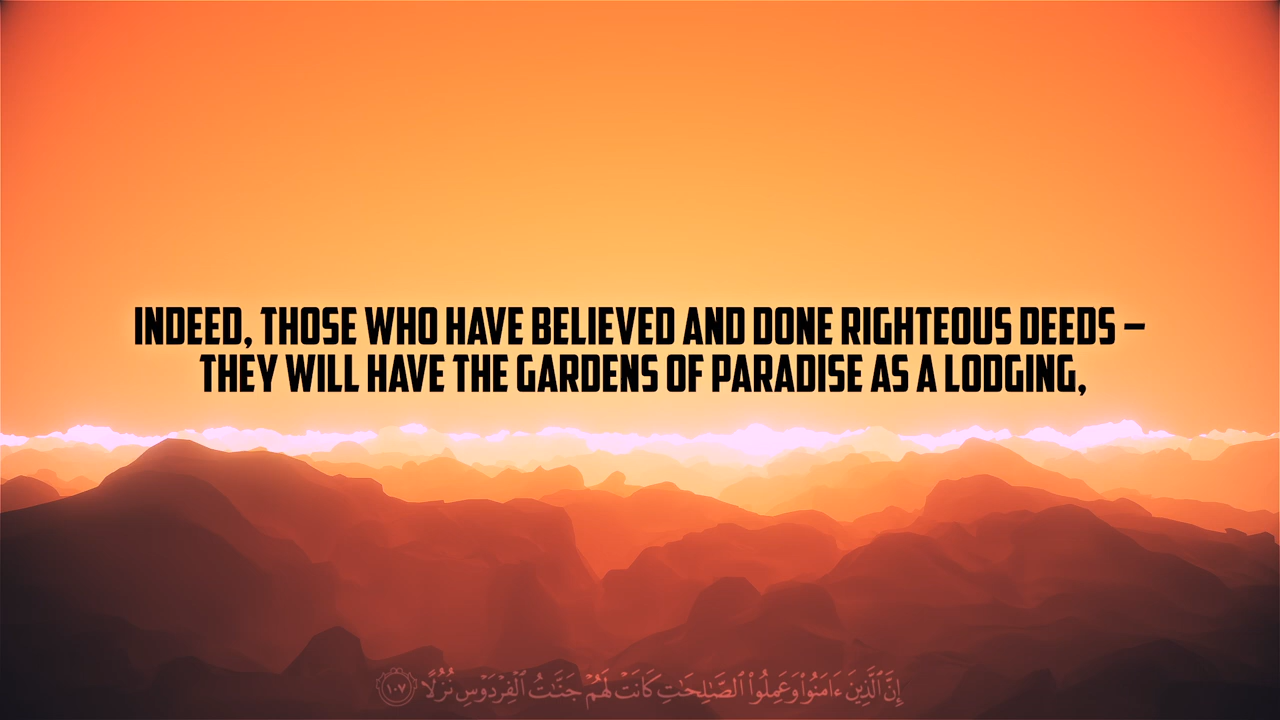 INDEED, THOSE WHO HAVE BELIEVED AND DONE RIGHTEOUS DEEDS –
THEY WILL HAVE THE GARDENS OF PARADISE AS A LODGING,
إِنَّ ٱلَّذِينَ ءَامَنُوا۟ وَعَمِلُوا۟ ٱلصَّـٰلِحَـٰتِ كَانَتْ لَهُمْ جَنَّـٰتُ ٱلْفِرْدَوْسِ نُزُلًا ١٠٧